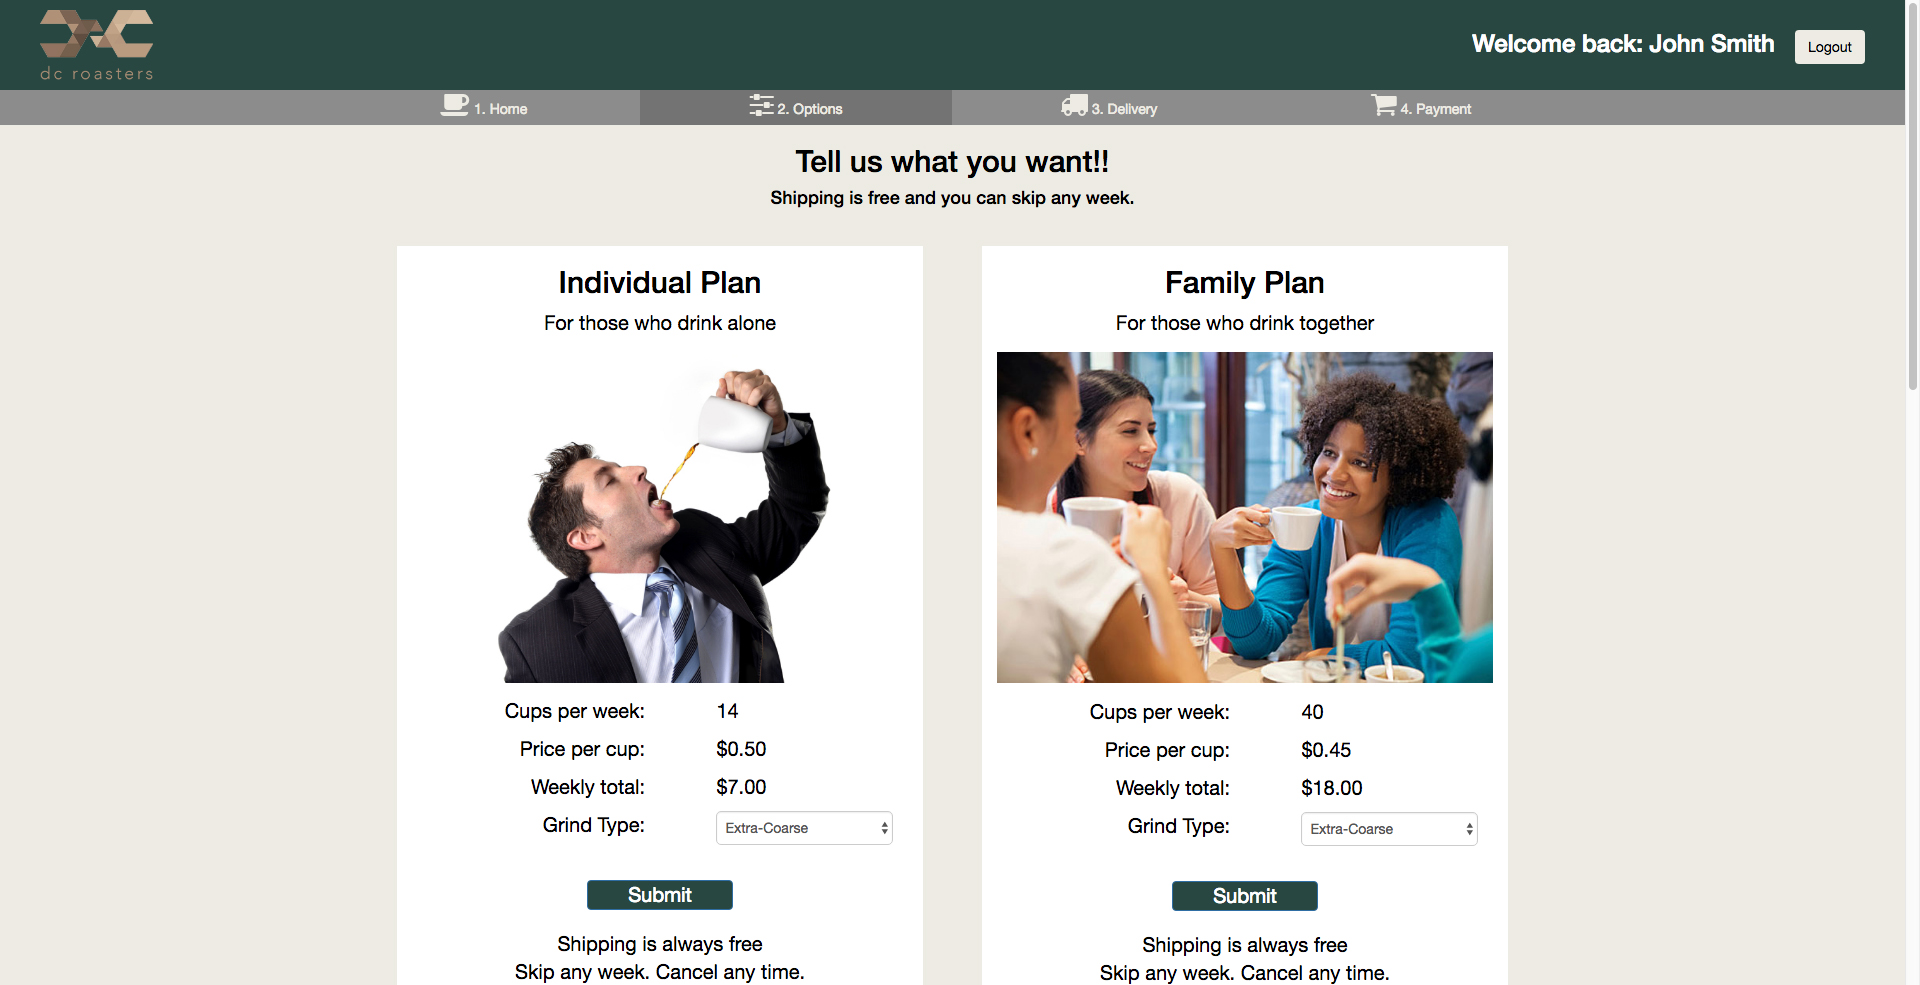 dc roasters
Welcome back: John Smith
Logout
1. Home
2. Options
3. Delivery
4. Payment
Tell us what you want!!
Shipping is free and you can skip any week.
Individual Plan
For those who drink alone
Cups per week: 14
Price per cup: $0.50
Weekly total: $7.00
Grind Type: Extra-Coarse
Submit
Shipping is always free
Skip any week. Cancel any time.
Family Plan
For those who drink together
Cups per week: 40
Price per cup: $0.45
Weekly total: $18.00
Grind Type: Extra-Coarse
Submit
Shipping is always free
Skip any week. Cancel any time.